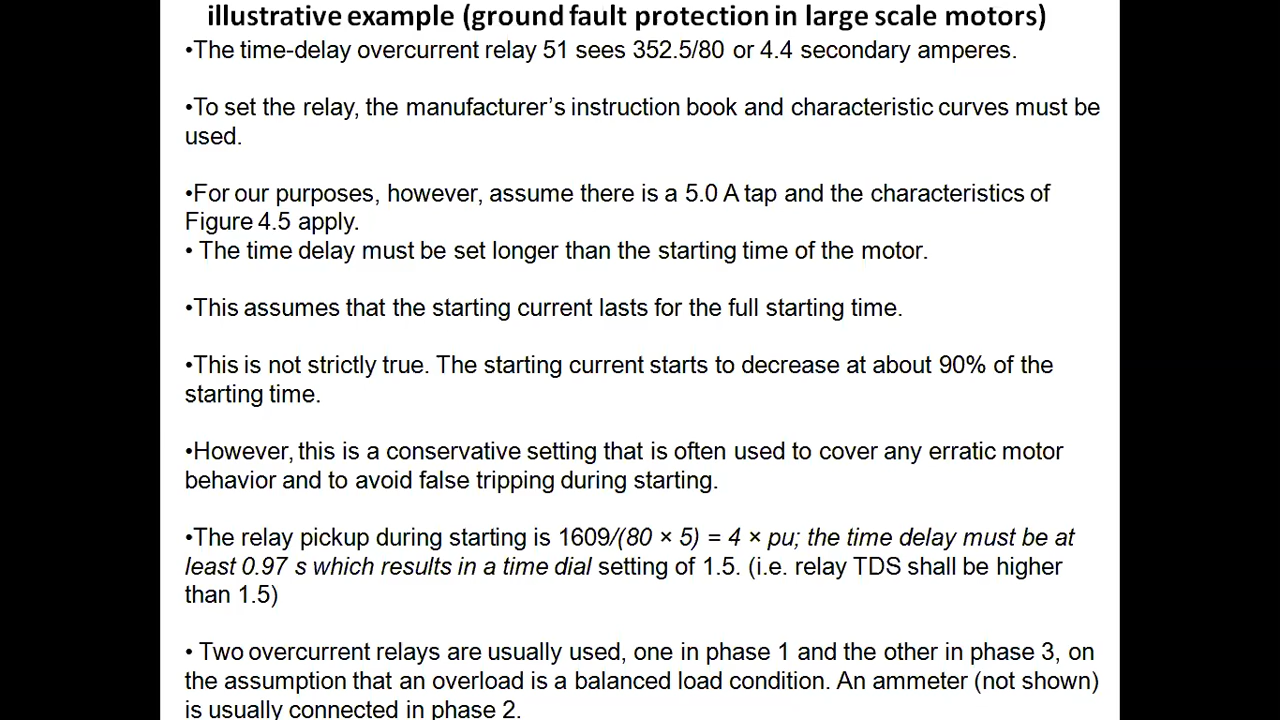 illustrative example (ground fault protection in large scale motors)
•The time-delay overcurrent relay 51 sees 352.5/80 or 4.4 secondary amperes.
•To set the relay, the manufacturer’s instruction book and characteristic curves must be
used.
•For our purposes, however, assume there is a 5.0 A tap and the characteristics of
Figure 4.5 apply.
• The time delay must be set longer than the starting time of the motor.
•This assumes that the starting current lasts for the full starting time.
•This is not strictly true. The starting current starts to decrease at about 90% of the
starting time.
•However, this is a conservative setting that is often used to cover any erratic motor
behavior and to avoid false tripping during starting.
•The relay pickup during starting is 1609/(80 × 5) = 4 × pu; the time delay must be at
least 0.97 s which results in a time dial setting of 1.5. (i.e. relay TDS shall be higher
than 1.5)
• Two overcurrent relays are usually used, one in phase 1 and the other in phase 3, on
the assumption that an overload is a balanced load condition. An ammeter (not shown)
is usually connected in phase 2.